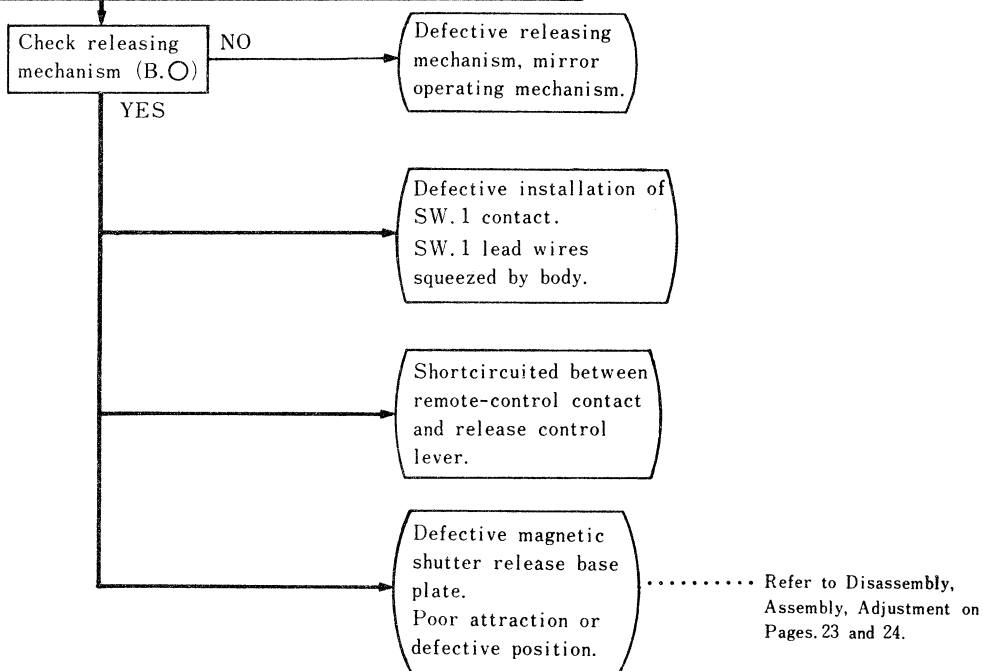 Check releasing
mechanism (B.○)
NO
YES
Defective releasing
mechanism, mirror
operating mechanism.
Defective installation of
SW.1 contact.
SW.1 lead wires
squeezed by body.
Shortcircuited between
remote-control contact
and release control
lever.
Defective magnetic
shutter release base
plate.
Poor attraction or
defective position.
·········· Refer to Disassembly,
Assembly, Adjustment on
Pages.23 and 24.